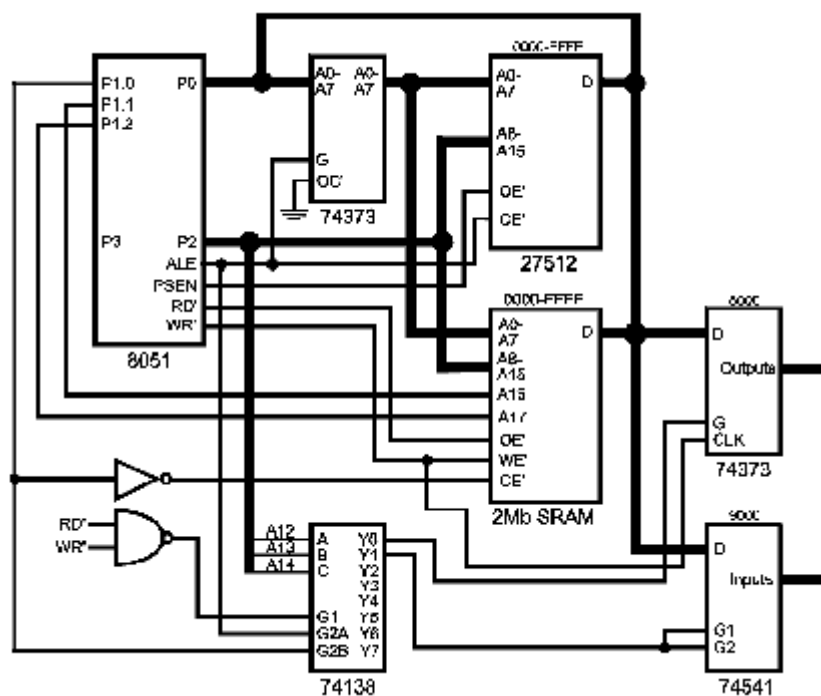 0000-FFFF
P1.0 P0
P1.1
P1.2
P3 P2
ALE
PSEN
RD'
WR'
8051
A0- A0-
A7 A7
G
OC'
74373
A0- D
A7
A8-
A15
OE'
CE'
27512
0000-FFFF
A0- D
A7
A8-
A15
A16
A17
OE'
WE'
CE'
2Mb SRAM
8000
D
Outputs
G
CLK
74373
RD'
WR'
A12
A13
A14
A Y0
B Y1
C Y2
Y3
Y4
G1 Y5
G2A Y6
G2B Y7
74138
9000
D
Inputs
G1
G2
74541